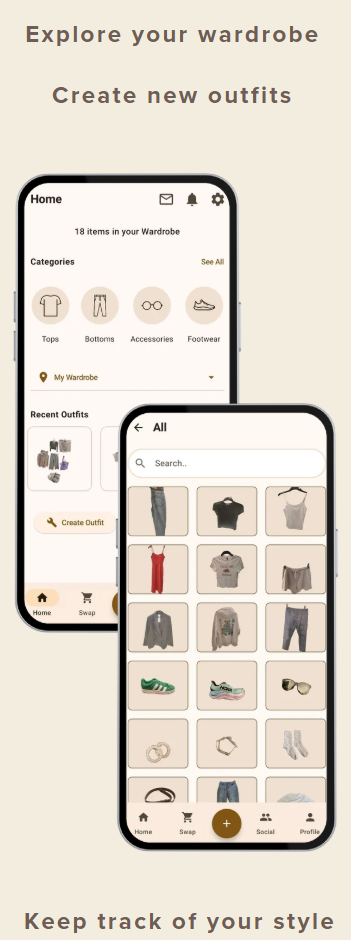 Explore your wardrobe
Create new outfits
Home
18 items in your Wardrobe
Categories
See All
Tops
Bottoms
Accessories
Footwear
My Wardrobe
Recent Outfits
Create Outfit
Home
Swap
All
Search..
Home
Swap
+
Social
Profile
Keep track of your style